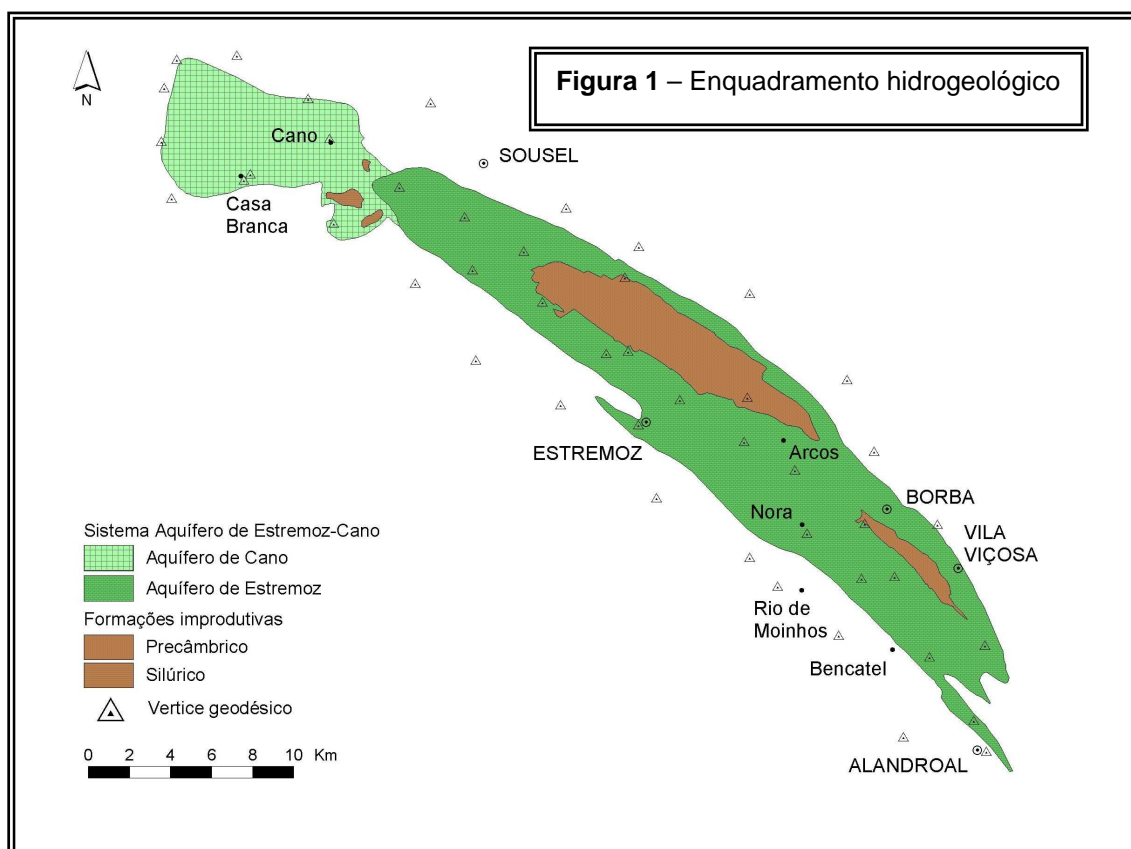 Figura 1 – Enquadramento hidrogeológico
N
Cano
SOUSEL
Casa
Branca
ESTREMOZ
Arcos
BORBA
Nora
VILA
VIÇOSA
Rio de
Moinhos
Bencatel
ALANDROAL
Sistema Aquífero de Estremoz-Cano
Aquífero de Cano
Aquífero de Estremoz
Formações improdutivas
Precâmbrico
Silúrico
Vertice geodésico
0 2 4 6 8 10 Km